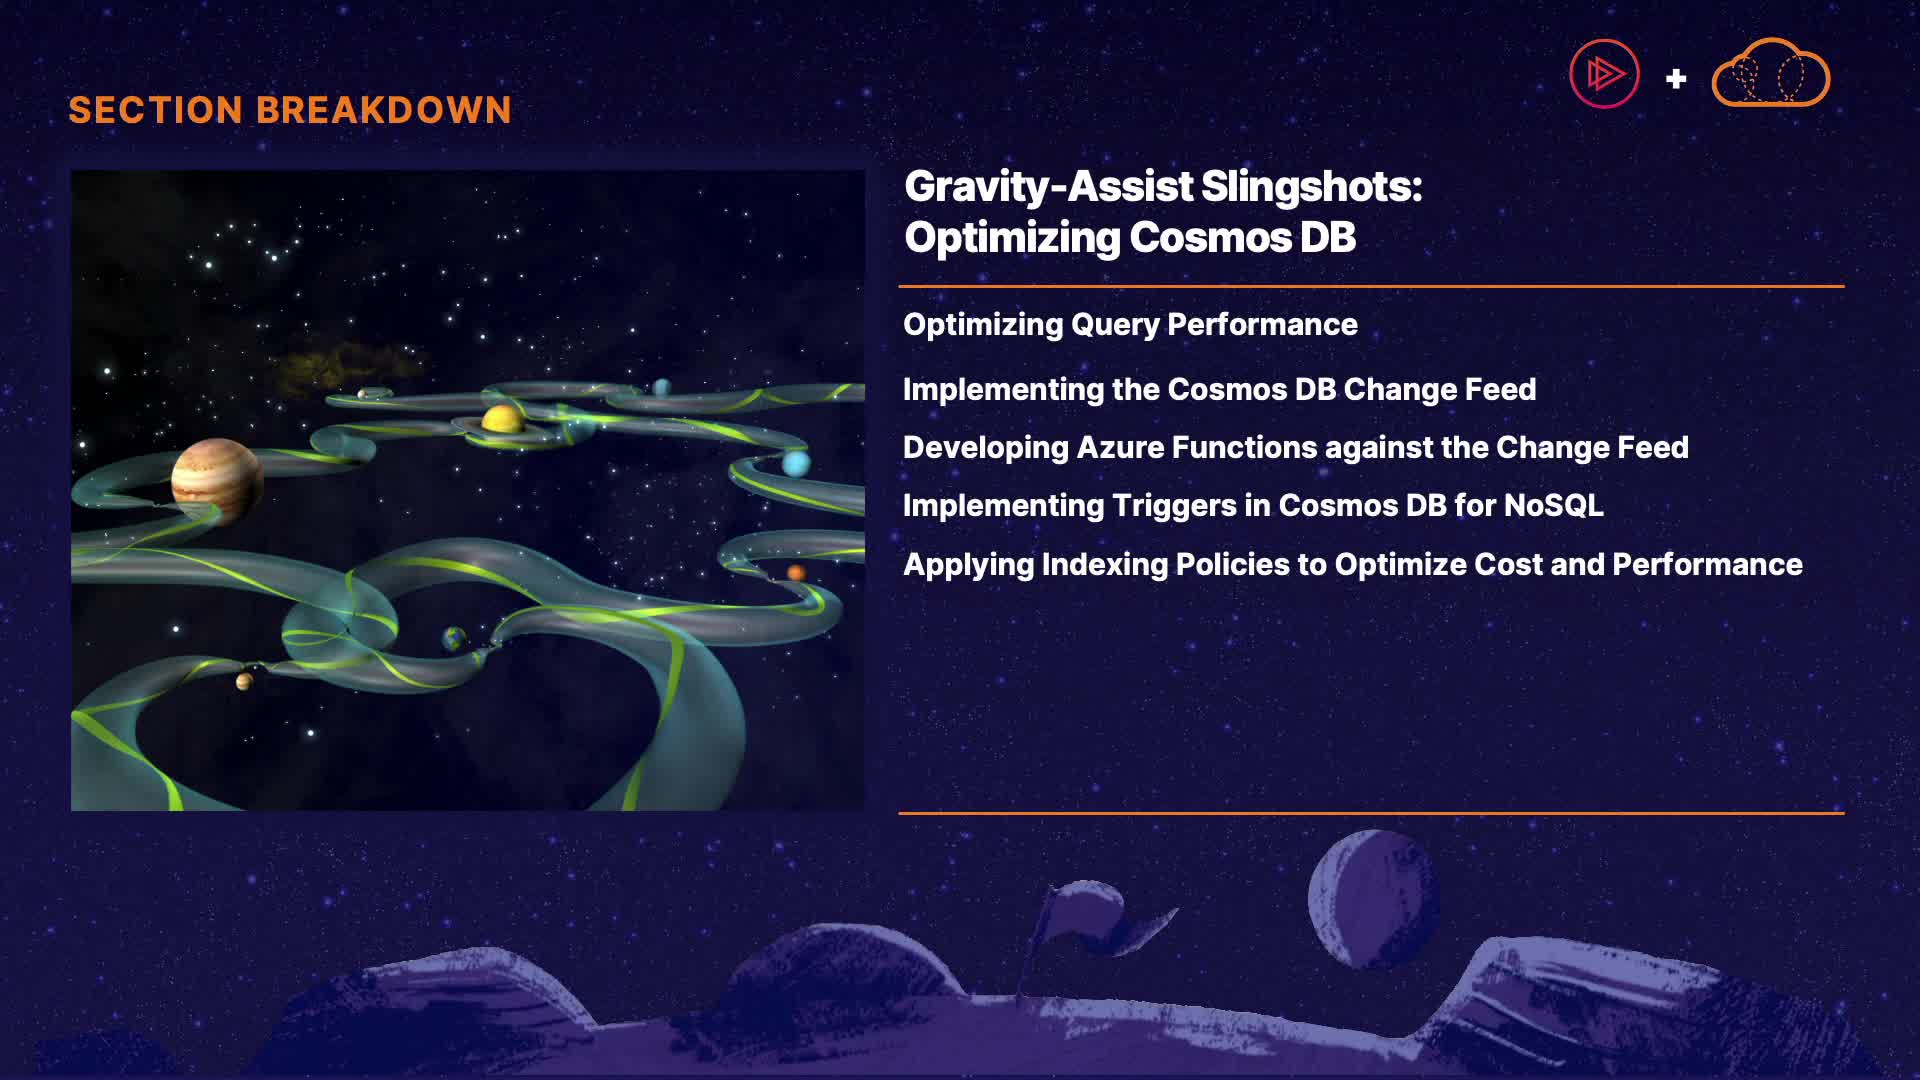 SECTION BREAKDOWN
+
Gravity-Assist Slingshots:
Optimizing Cosmos DB
Optimizing Query Performance
Implementing the Cosmos DB Change Feed
Developing Azure Functions against the Change Feed
Implementing Triggers in Cosmos DB for NoSQL
Applying Indexing Policies to Optimize Cost and Performance